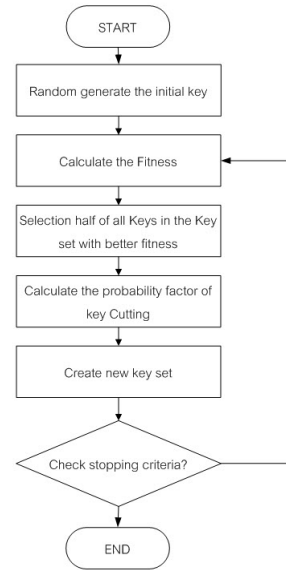 START
Random generate the initial key
Calculate the Fitness
Selection half of all Keys in the Key
set with better fitness
Calculate the probability factor of
key Cutting
Create new key set
Check stopping criteria?
END